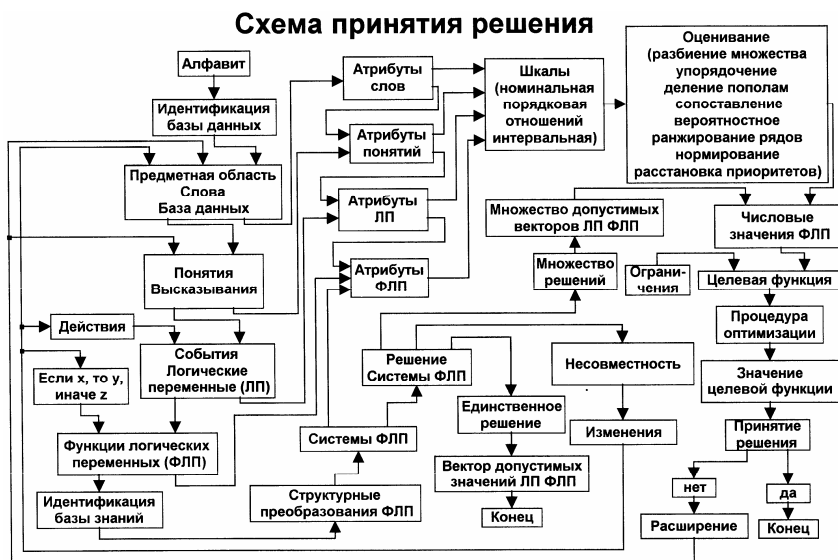 Схема принятия решения
Алфавит
Идентификация
базы данных
Предметная область
Слова
База данных
Понятия
Высказывания
Действия
События
Логические
переменные (ЛП)
Если x, то y,
иначе z
Функции логических
переменных (ФЛП)
Идентификация
базы знаний
Атрибуты
слов
Атрибуты
понятий
Атрибуты
ЛП
Атрибуты
ФЛП
Шкалы
(номинальная
порядковая
отношений
интервальная)
Оценивание
(разбиение множества
упорядочение
деление пополам
сопоставление
вероятностное
ранжирование рядов
нормирование
расстановка приоритетов)
Множество допустимых
векторов ЛП ФЛП
Множество
решений
Числовые
значения ФЛП
Ограни-
чения
Целевая функция
Процедура
оптимизации
Значение
целевой функции
Принятие
решения
нет
да
Расширение
Конец
Решение
Системы ФЛП
Несовместность
Единственное
решение
Изменения
Системы ФЛП
Вектор допустимых
значений ЛП ФЛП
Структурные
преобразования ФЛП
Конец